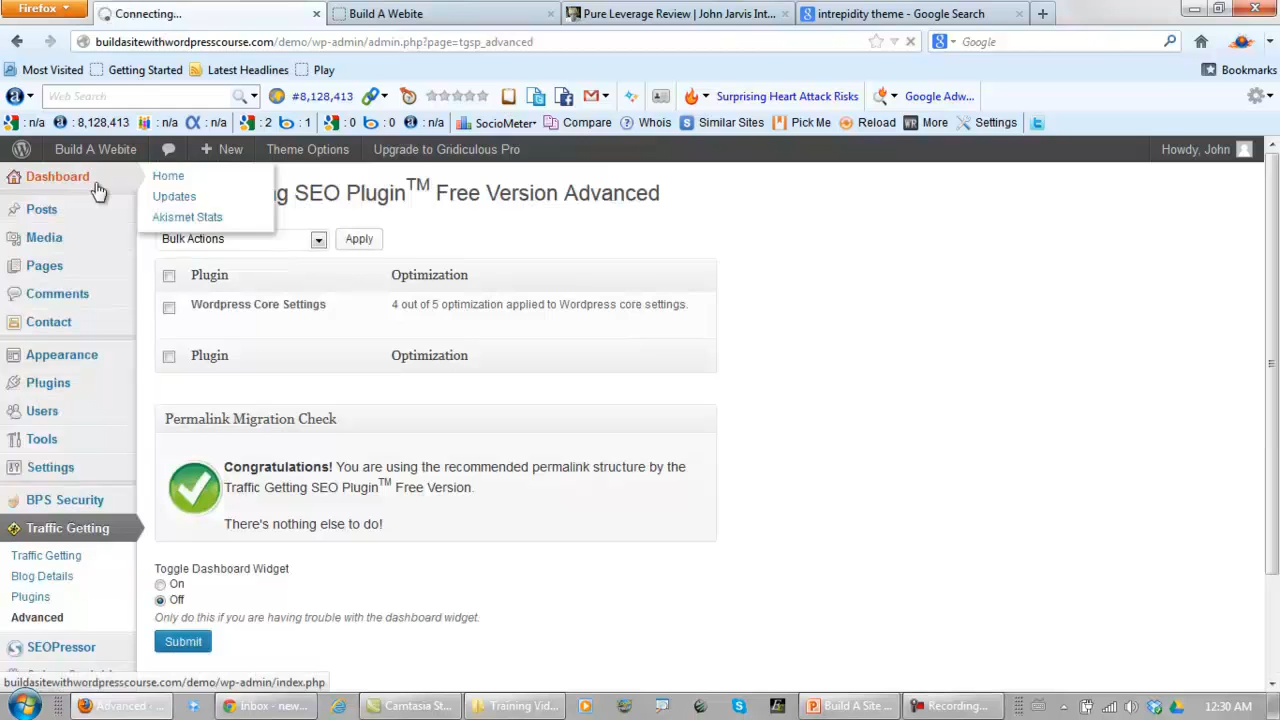 Firefox
Connecting...
Build A Webite
Pure Leverage Review | John Jarvis Int...
intrepidity theme - Google Search
buildasitewithwordpresscourse.com/demo/wp-admin/admin.php?page=tgsp_advanced
Google
Most Visited
Getting Started
Latest Headlines
Play
Bookmarks
Web Search
#8,128,413
Surprising Heart Attack Risks
Google Adw...
: n/a
: 8,128,413
: n/a
: n/a
: 2
: 1
: 0
: 0
: n/a
SocioMeter
Compare
Whois
Similar Sites
Pick Me
Reload
More
Settings
Build A Webite
New
Theme Options
Upgrade to Gridiculous Pro
Howdy, John
Dashboard
Home
Updates
Akismet Stats
ng SEO Plugin™ Free Version Advanced
Posts
Media
Pages
Comments
Contact
Appearance
Plugins
Users
Tools
Settings
BPS Security
Traffic Getting
Traffic Getting
Blog Details
Plugins
Advanced
SEOPressor
Bulk Actions
Apply
Plugin
Optimization
Wordpress Core Settings
4 out of 5 optimization applied to Wordpress core settings.
Plugin
Optimization
Permalink Migration Check
Congratulations! You are using the recommended permalink structure by the
Traffic Getting SEO Plugin™ Free Version.
There's nothing else to do!
Toggle Dashboard Widget
On
Off
Only do this if you are having trouble with the dashboard widget.
Submit
buildasitewithwordpresscourse.com/demo/wp-admin/index.php
Advanced - ...
Inbox - new...
Camtasia St...
Training Vid...
Build A Site ...
Recording...
12:30 AM